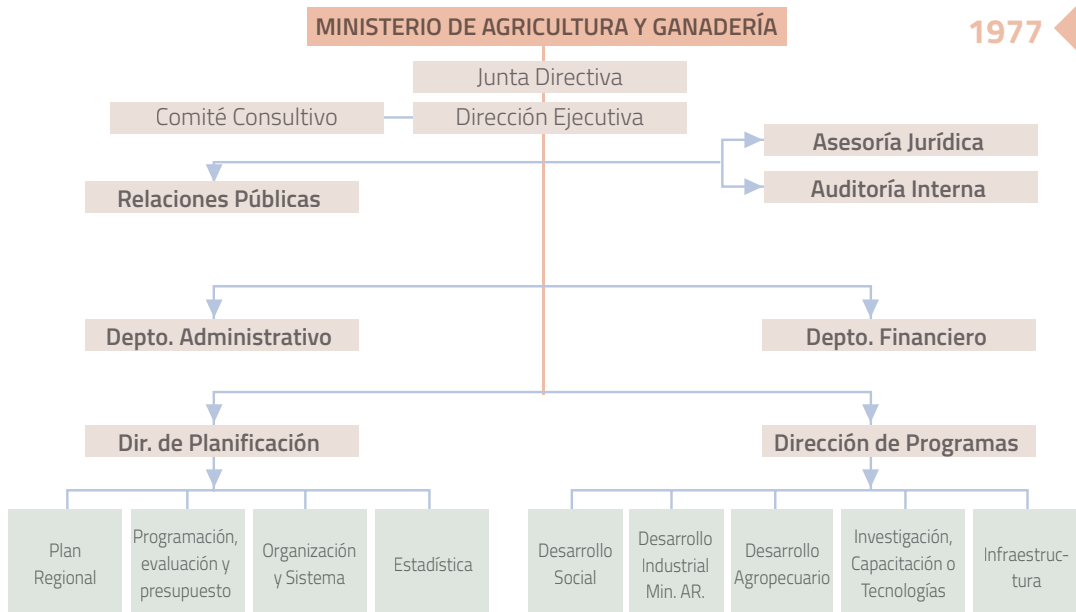 MINISTERIO DE AGRICULTURA Y GANADERÍA
1977
Junta Directiva
Comité Consultivo
Dirección Ejecutiva
Asesoría Jurídica
Relaciones Públicas
Auditoría Interna
Depto. Administrativo
Depto. Financiero
Dir. de Planificación
Dirección de Programas
Plan
Regional
Programación,
evaluación y
presupuesto
Organización
y Sistema
Estadística
Desarrollo
Social
Desarrollo
Industrial
Min. AR.
Desarrollo
Agropecuario
Investigación,
Capacitación o
Tecnologías
Infraestruc-
tura